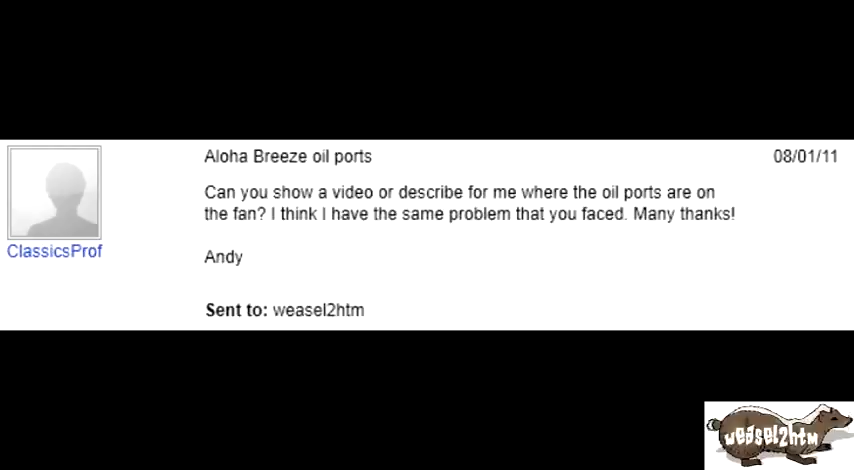 Aloha Breeze oil ports 08/01/11
Can you show a video or describe for me where the oil ports are on
the fan? I think I have the same problem that you faced. Many thanks!
ClassicsProf
Andy
Sent to: weasel2htm
weasel2htm